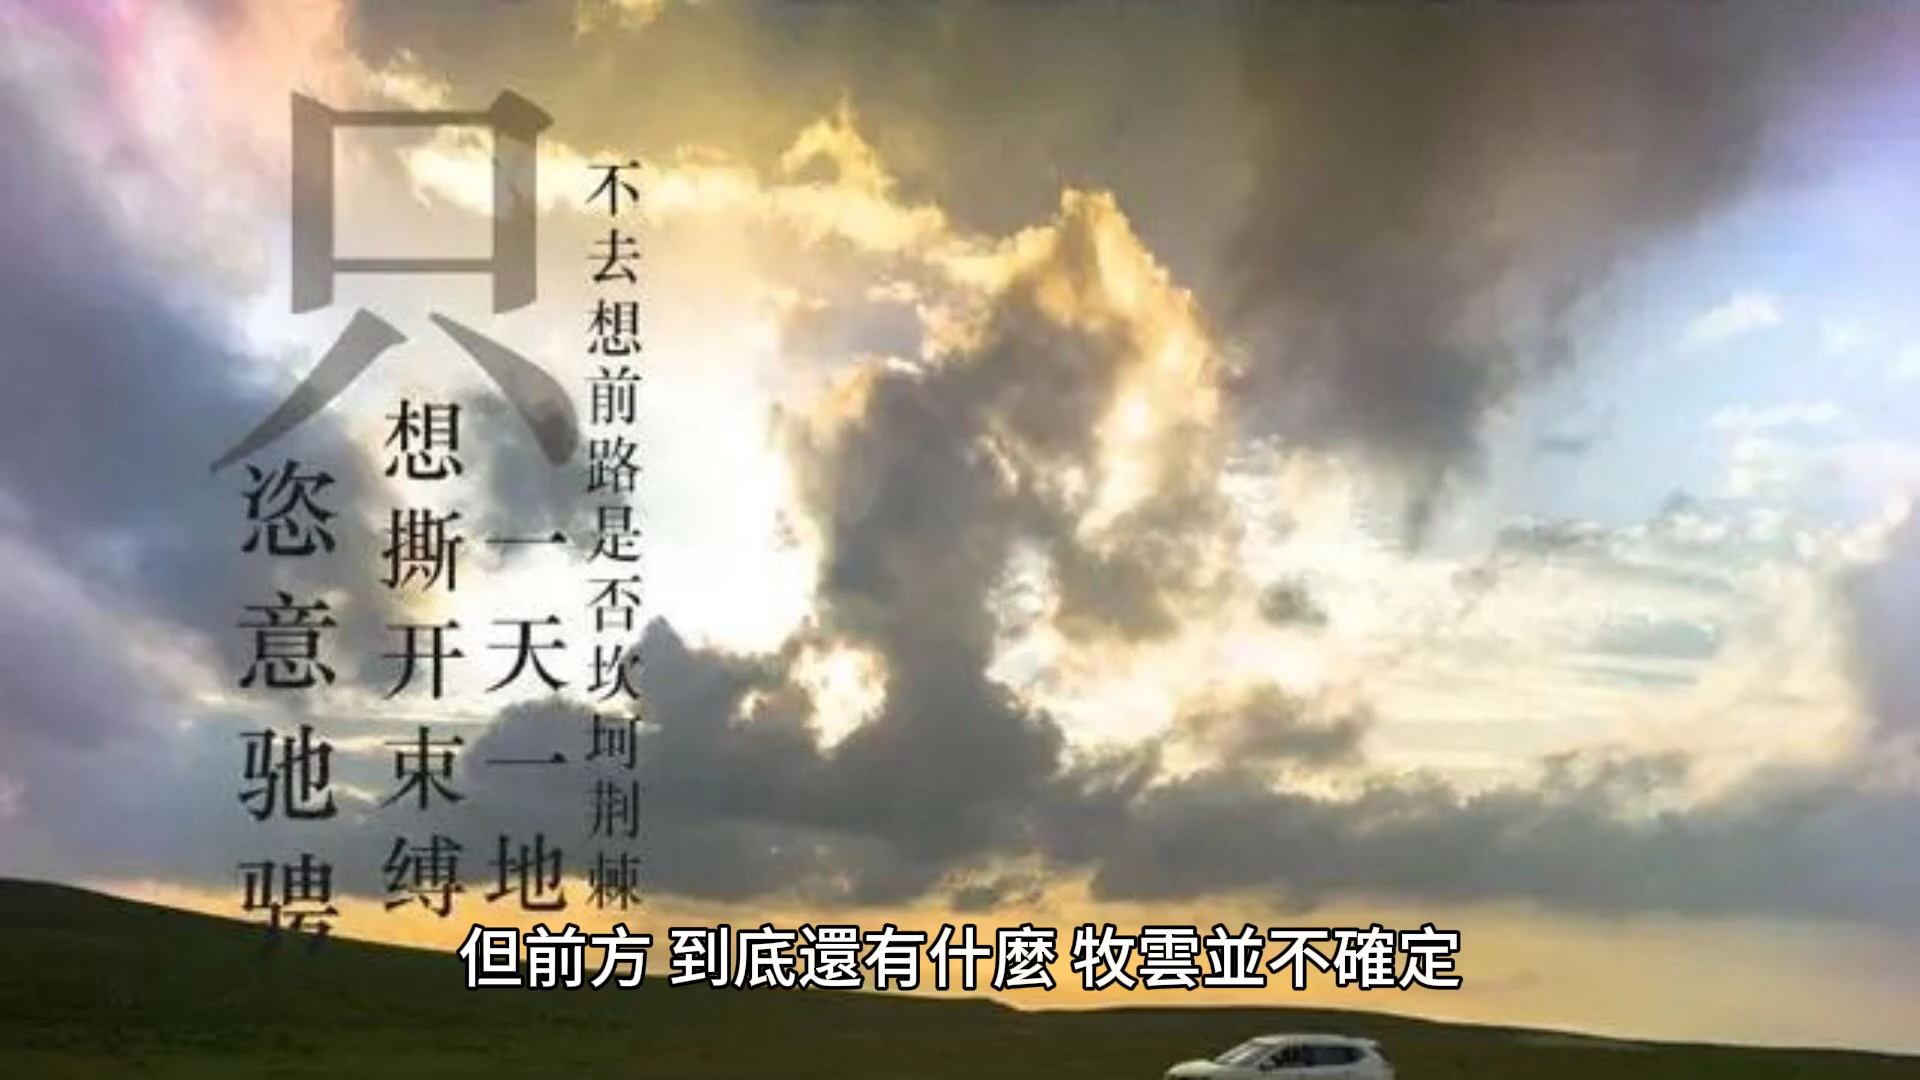 不去想前路是否坎坷荆棘
只
一天一地
想撕开束缚
恣意驰骋
但前方 到底還有什麼 牧雲並不確定